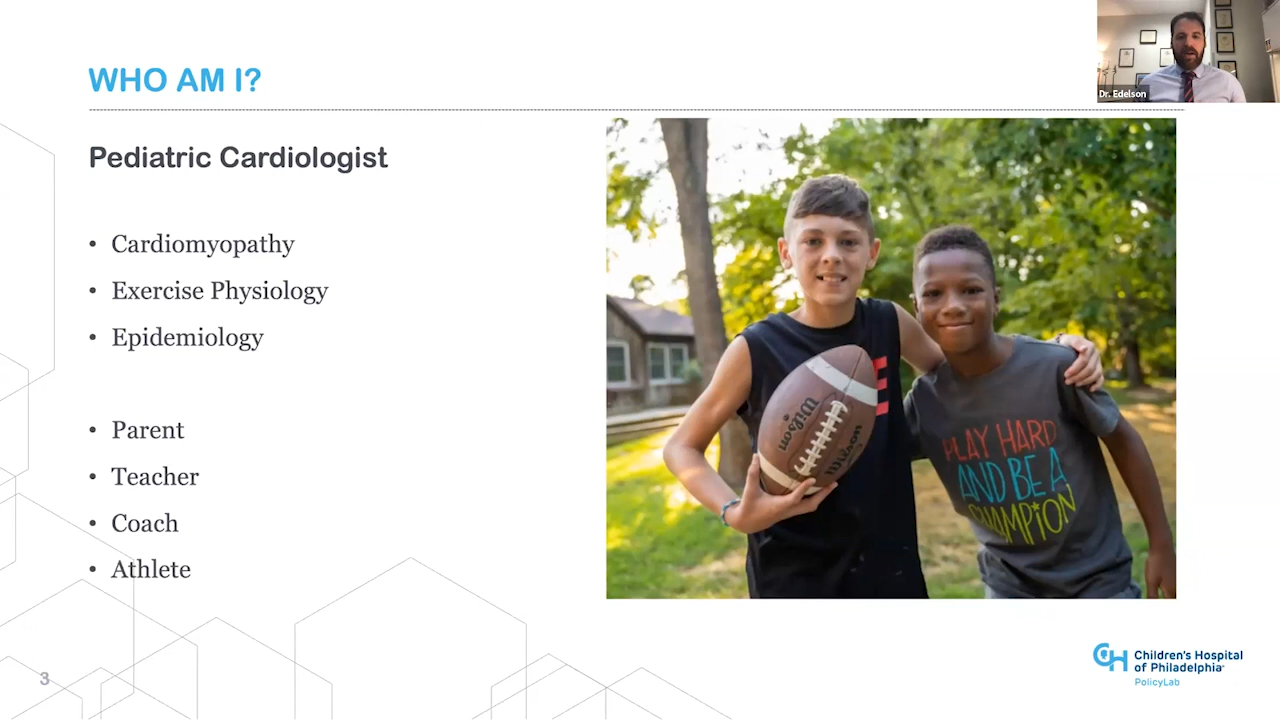 WHO AM I?
Dr. Edelson
Pediatric Cardiologist
• Cardiomyopathy
• Exercise Physiology
• Epidemiology
• Parent
• Teacher
• Coach
• Athlete
Wilson
Wilson
PLAY HARD
AND BE A
CHAMPION
3
CH
Children's Hospital
of Philadelphia
PolicyLab